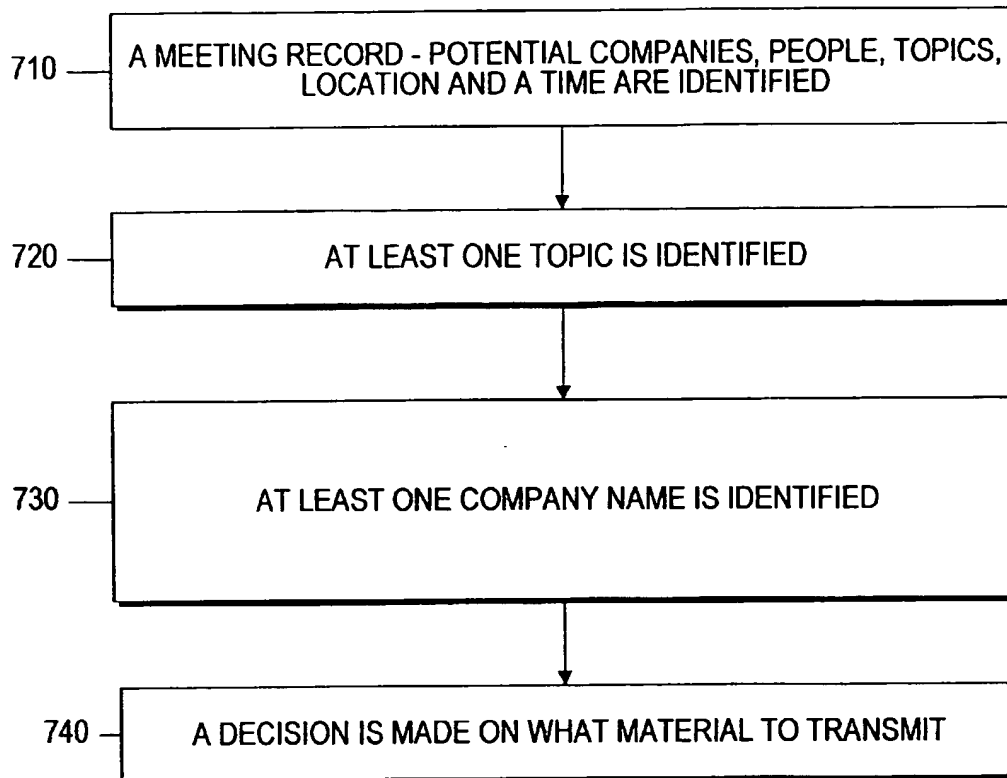 710
A MEETING RECORD - POTENTIAL COMPANIES, PEOPLE, TOPICS,
LOCATION AND A TIME ARE IDENTIFIED
720
AT LEAST ONE TOPIC IS IDENTIFIED
730
AT LEAST ONE COMPANY NAME IS IDENTIFIED
740
A DECISION IS MADE ON WHAT MATERIAL TO TRANSMIT